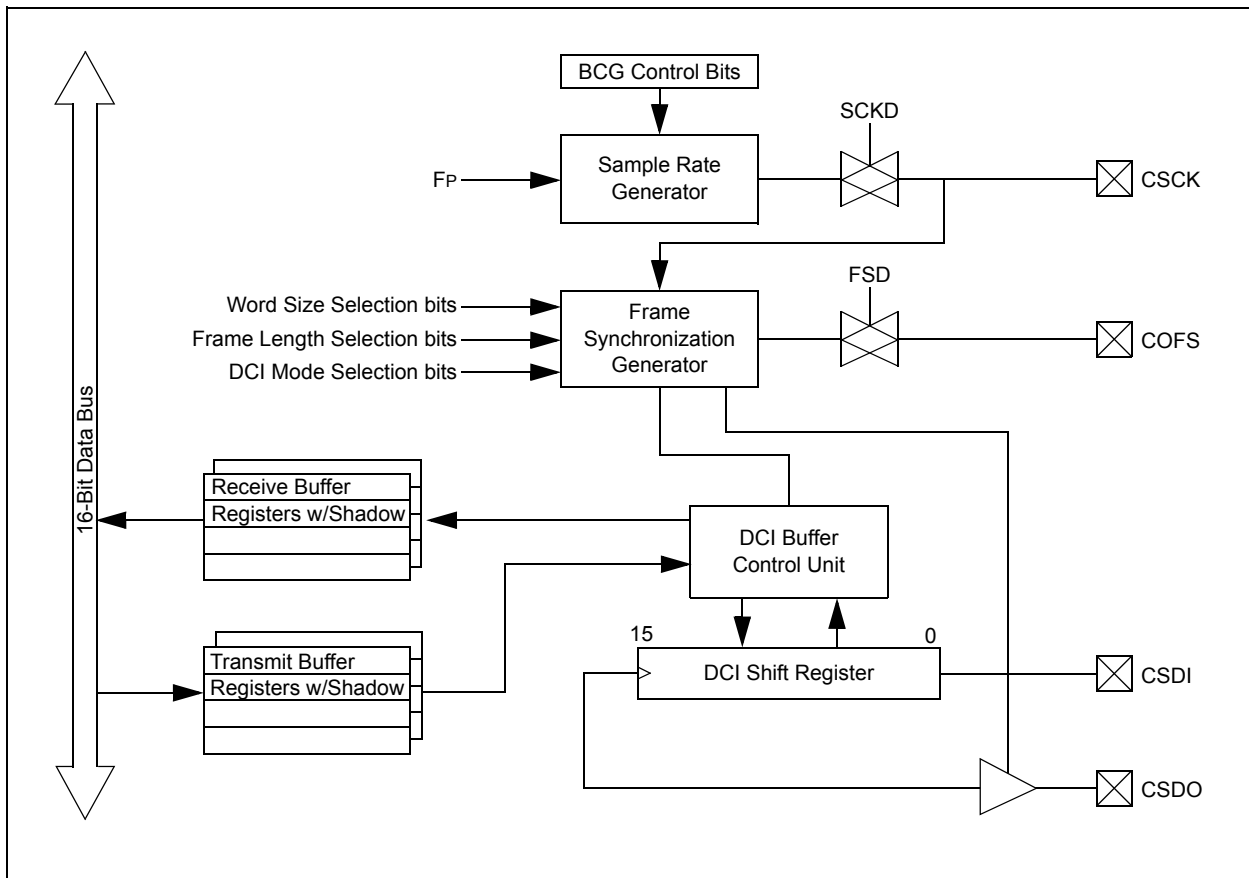 BCG Control Bits
SCKD
Sample Rate
Generator
FP
CSCK
FSD
Word Size Selection bits
Frame Length Selection bits
DCI Mode Selection bits
Frame
Synchronization
Generator
COFS
16-Bit Data Bus
Receive Buffer
Registers w/Shadow
DCI Buffer
Control Unit
15
0
Transmit Buffer
Registers w/Shadow
DCI Shift Register
CSDI
CSDO